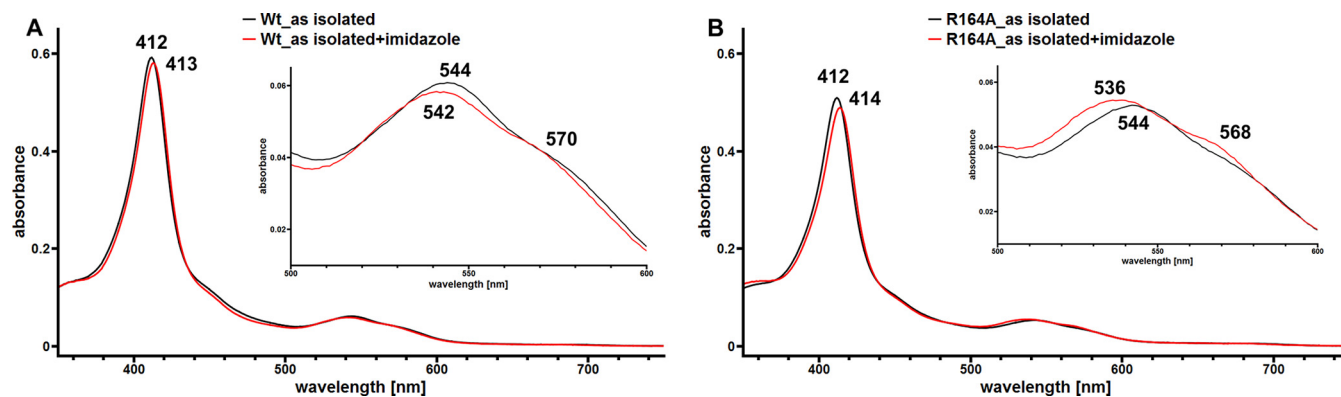 A
Wt_as isolated
Wt_as isolated+imidazole
0.6
0.4
0.2
0
absorbance
412
413
0.06
0.04
0.02
absorbance
544
542
570
500
550
600
wavelength [nm]
400
500
600
700
wavelength [nm]
B
R164A_as isolated
R164A_as isolated+imidazole
0.6
0.4
0.2
0
absorbance
412
414
0.06
0.04
0.02
absorbance
536
544
568
500
550
600
wavelength [nm]
400
500
600
700
wavelength [nm]